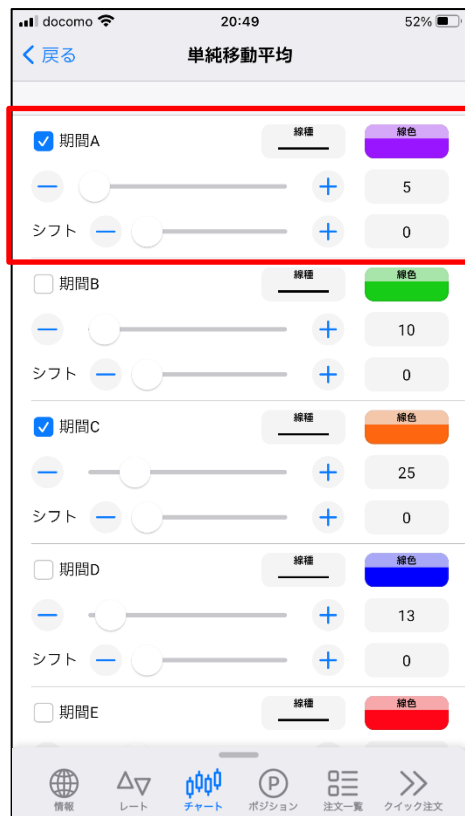 docomo 20:49 52%
戻る 単純移動平均
期間A 線種 線色
5
シフト 0
期間B 線種 線色
10
シフト 0
期間C 線種 線色
25
シフト 0
期間D 線種 線色
13
シフト 0
期間E 線種 線色
P
情報 レート チャート ポジション 注文一覧 クイック注文